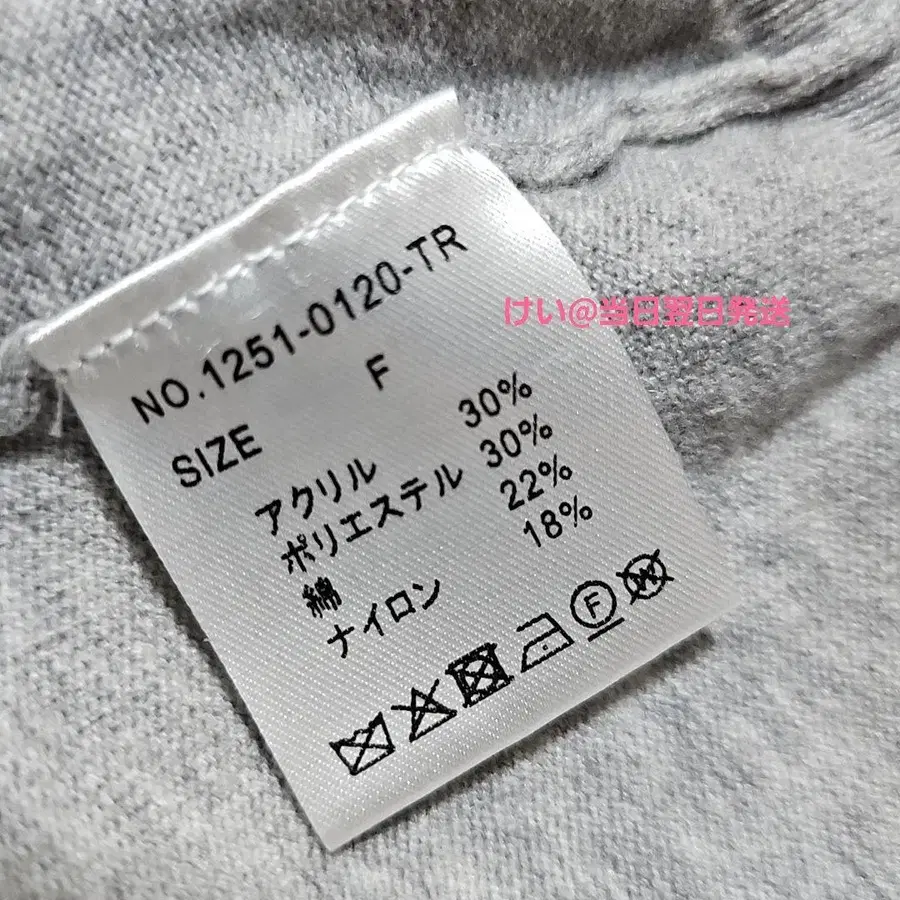 NO.1251-0120-TR
SIZE F
アクリル 30%
ポリエステル 30%
綿 22%
ナイロン 18%
F W
けい@当日翌日発送